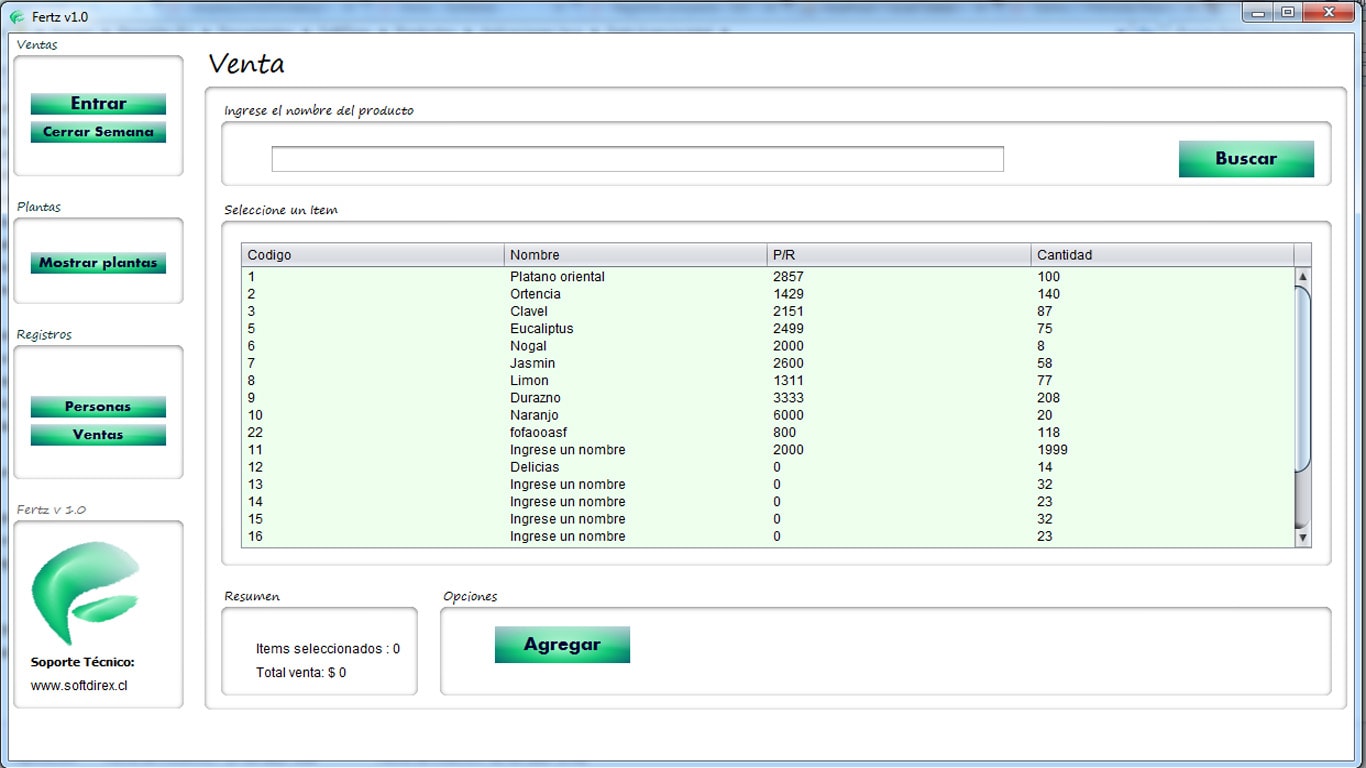 Fertz v1.0
Ventas
Entrar
Cerrar Semana
Plantas
Mostrar plantas
Registros
Personas
Ventas
Fertz v 1.0
Soporte Técnico:
www.softdirex.cl
Venta
Ingrese el nombre del producto
Buscar
Seleccione un Item
Codigo Nombre P/R Cantidad
1 Platano oriental 2857 100
2 Ortencia 1429 140
3 Clavel 2151 87
5 Eucaliptus 2499 75
6 Nogal 2000 8
7 Jasmin 2600 58
8 Limon 1311 77
9 Durazno 3333 208
10 Naranjo 6000 20
22 fofaooasf 800 118
11 Ingrese un nombre 2000 1999
12 Delicias 0 14
13 Ingrese un nombre 0 32
14 Ingrese un nombre 0 23
15 Ingrese un nombre 0 32
16 Ingrese un nombre 0 23
Resumen
Items seleccionados : 0
Total venta: $ 0
Opciones
Agregar